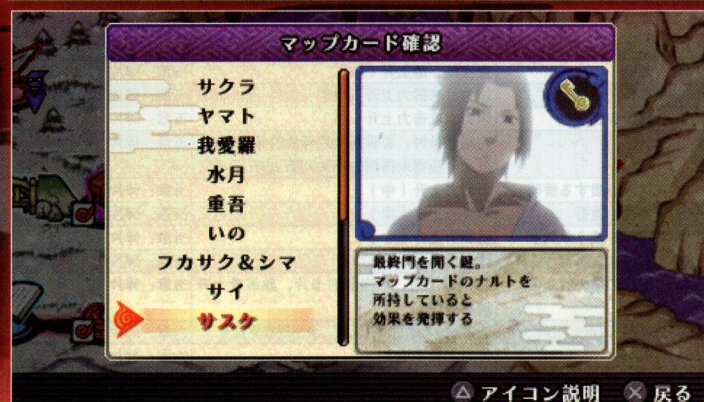 マップカード確認
サクラ
ヤマト
我愛羅
水月
重吾
いの
フカサク&シマ
サイ
サスケ
最終門を開く鍵。
マップカードのナルトを
所持していると
効果を発揮する
アイコン説明 戻る